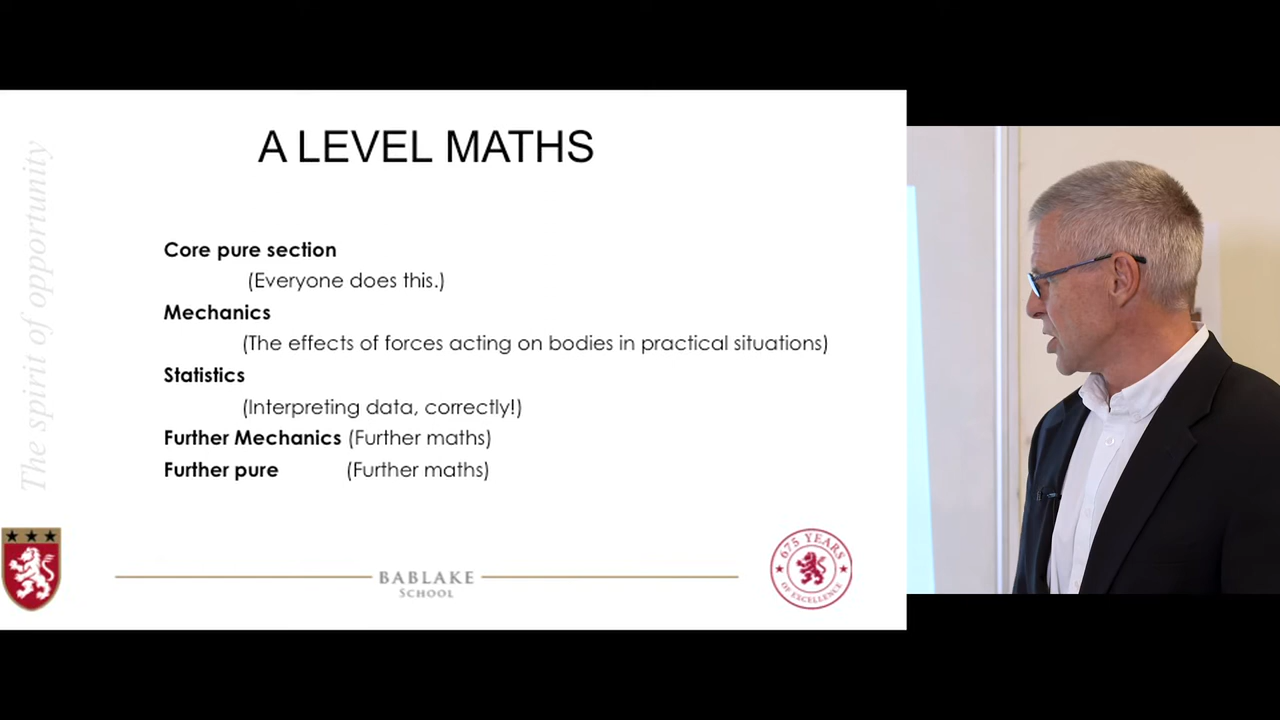 A LEVEL MATHS
The spirit of opportunity
Core pure section
(Everyone does this.)
Mechanics
(The effects of forces acting on bodies in practical situations)
Statistics
(Interpreting data, correctly!)
Further Mechanics (Further maths)
Further pure (Further maths)
BABLAKE
SCHOOL
675 YEARS
OF EXCELLENCE